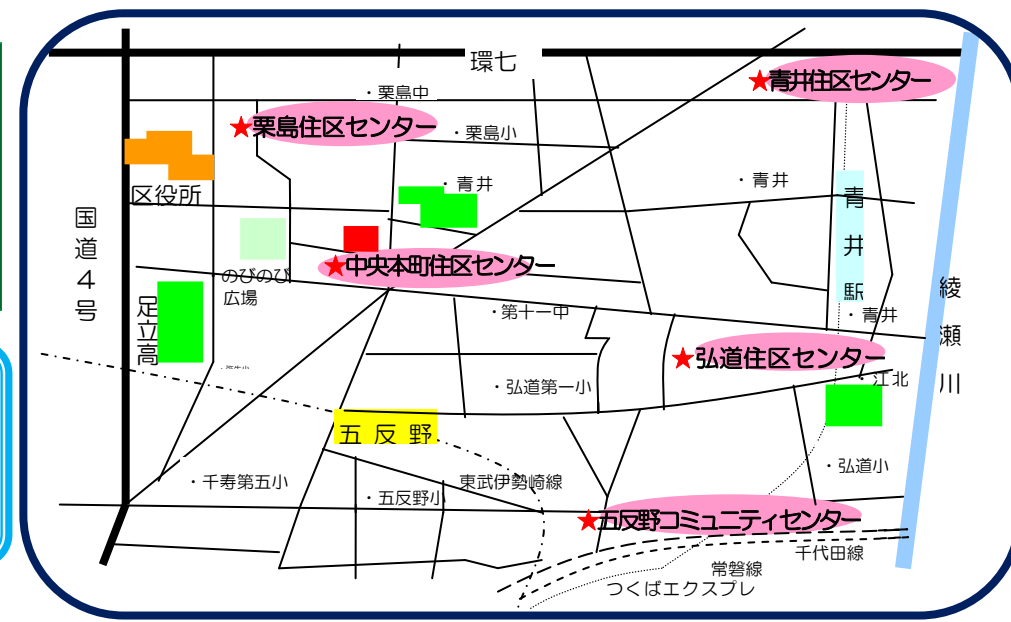 環七
★青井住区センター
・栗島中
★栗島住区センター
・栗島小
区役所
・青井
・青井
青井駅
国道4号
のびのび
広場
★中央本町住区センター
足立高
・第十一中
・青井
綾瀬川
★弘道住区センター
・弘道第一小
・江北
五反野
・弘道小
・千寿第五小
・五反野小
東武伊勢崎線
★五反野コミュニティセンター
千代田線
常磐線
つくばエクスプレ